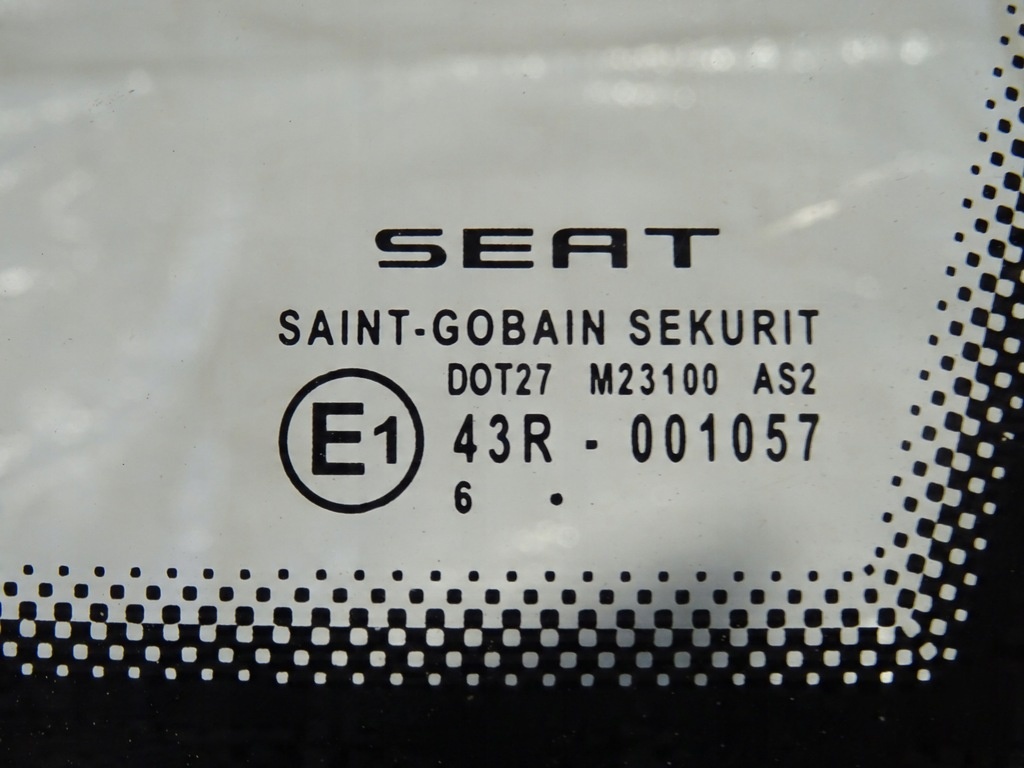 SEAT
SAINT-GOBAIN SEKURIT
DOT27 M23100 AS2
E1 43R - 001057
6 •